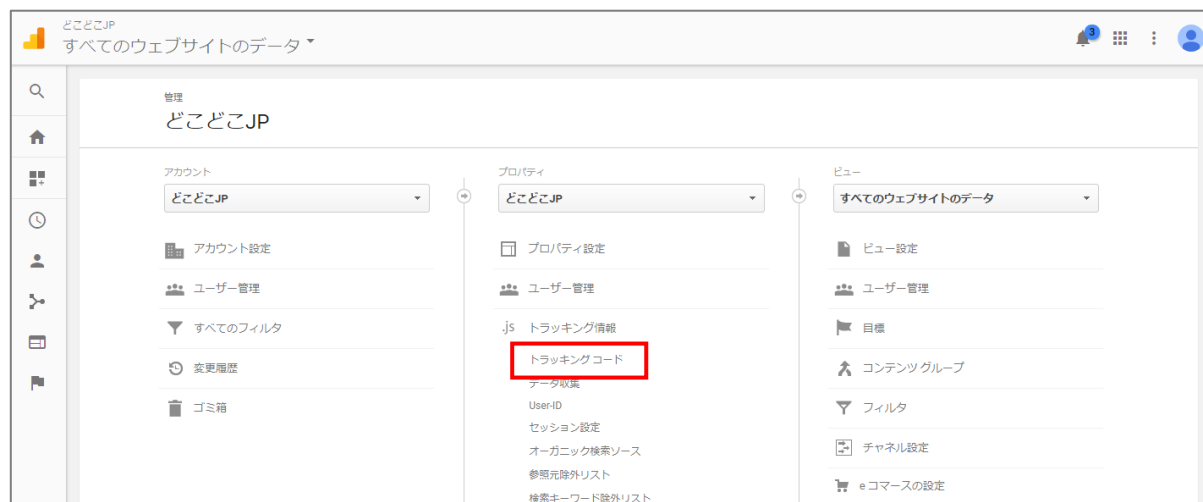 どこどこJP
すべてのウェブサイトのデータ
3
管理
どこどこJP
アカウント
どこどこJP
アカウント設定
ユーザー管理
すべてのフィルタ
変更履歴
ゴミ箱
プロパティ
どこどこJP
プロパティ設定
ユーザー管理
.js トラッキング情報
トラッキング コード
データ収集
User-ID
セッション設定
オーガニック検索ソース
参照元除外リスト
検索キーワード除外リスト
ビュー
すべてのウェブサイトのデータ
ビュー設定
ユーザー管理
目標
コンテンツ グループ
フィルタ
チャネル設定
e コマースの設定